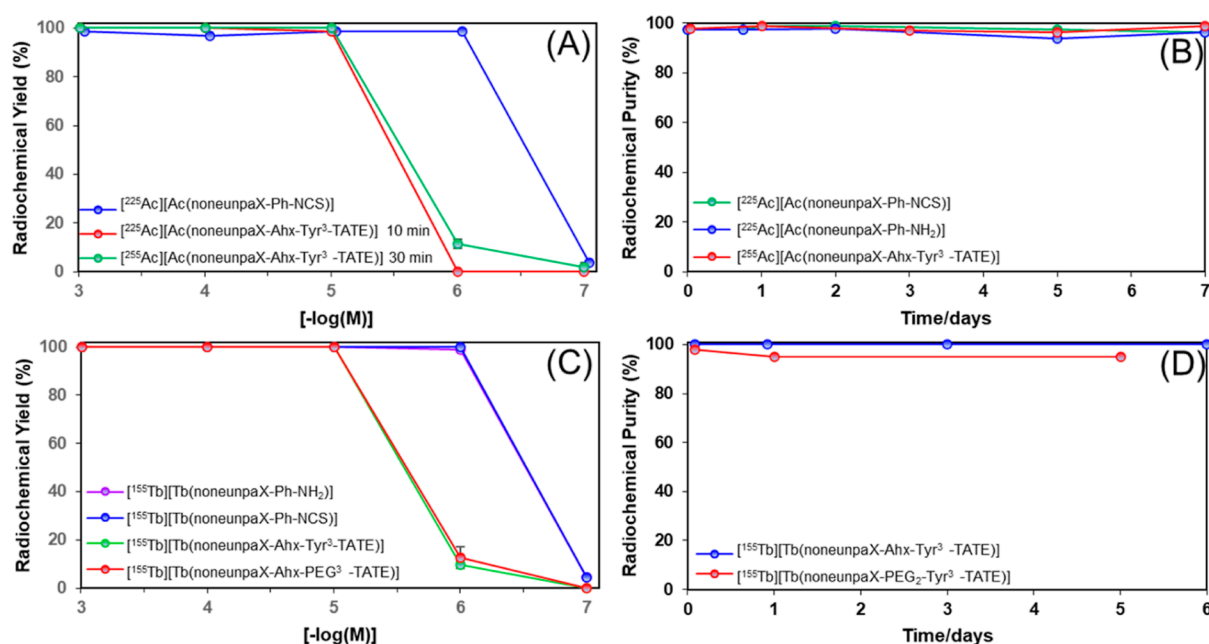 (A)
Radiochemical Yield (%)
100
80
60
40
20
0
[²²⁵Ac][Ac(noneunpaX-Ph-NCS)]
[²²⁵Ac][Ac(noneunpaX-Ahx-Tyr³-TATE)] 10 min
[²⁵⁵Ac][Ac(noneunpaX-Ahx-Tyr³ -TATE)] 30 min
3 4 5 6 7
[-log(M)]
(B)
Radiochemical Purity (%)
100
80
60
40
20
0
[²²⁵Ac][Ac(noneunpaX-Ph-NCS)]
[²²⁵Ac][Ac(noneunpaX-Ph-NH₂)]
[²⁵⁵Ac][Ac(noneunpaX-Ahx-Tyr³ -TATE)]
0 1 2 3 4 5 6 7
Time/days
(C)
Radiochemical Yield (%)
100
80
60
40
20
0
[¹⁵⁵Tb][Tb(noneunpaX-Ph-NH₂)]
[¹⁵⁵Tb][Tb(noneunpaX-Ph-NCS)]
[¹⁵⁵Tb][Tb(noneunpaX-Ahx-Tyr³-TATE)]
[¹⁵⁵Tb][Tb(noneunpaX-Ahx-PEG³ -TATE)]
3 4 5 6 7
[-log(M)]
(D)
Radiochemical Purity (%)
100
80
60
40
20
0
[¹⁵⁵Tb][Tb(noneunpaX-Ahx-Tyr³ -TATE)]
[¹⁵⁵Tb][Tb(noneunpaX-PEG₂-Tyr³ -TATE)]
0 1 2 3 4 5 6
Time/days